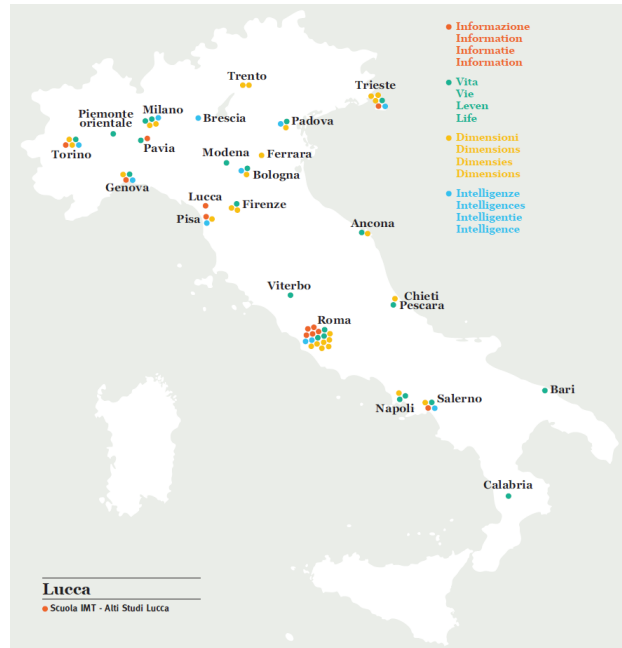 Informazione
Information
Informatie
Information
Vita
Vie
Leven
Life
Dimensioni
Dimensions
Dimensies
Dimensions
Intelligenze
Intelligences
Intelligentie
Intelligence
Trento
Trieste
Piemonte
orientale
Milano
Brescia
Padova
Torino
Pavia
Modena
Ferrara
Bologna
Genova
Lucca
Firenze
Pisa
Ancona
Viterbo
Chieti
Pescara
Roma
Napoli
Salerno
Bari
Calabria
Lucca
Scuola IMT - Alti Studi Lucca